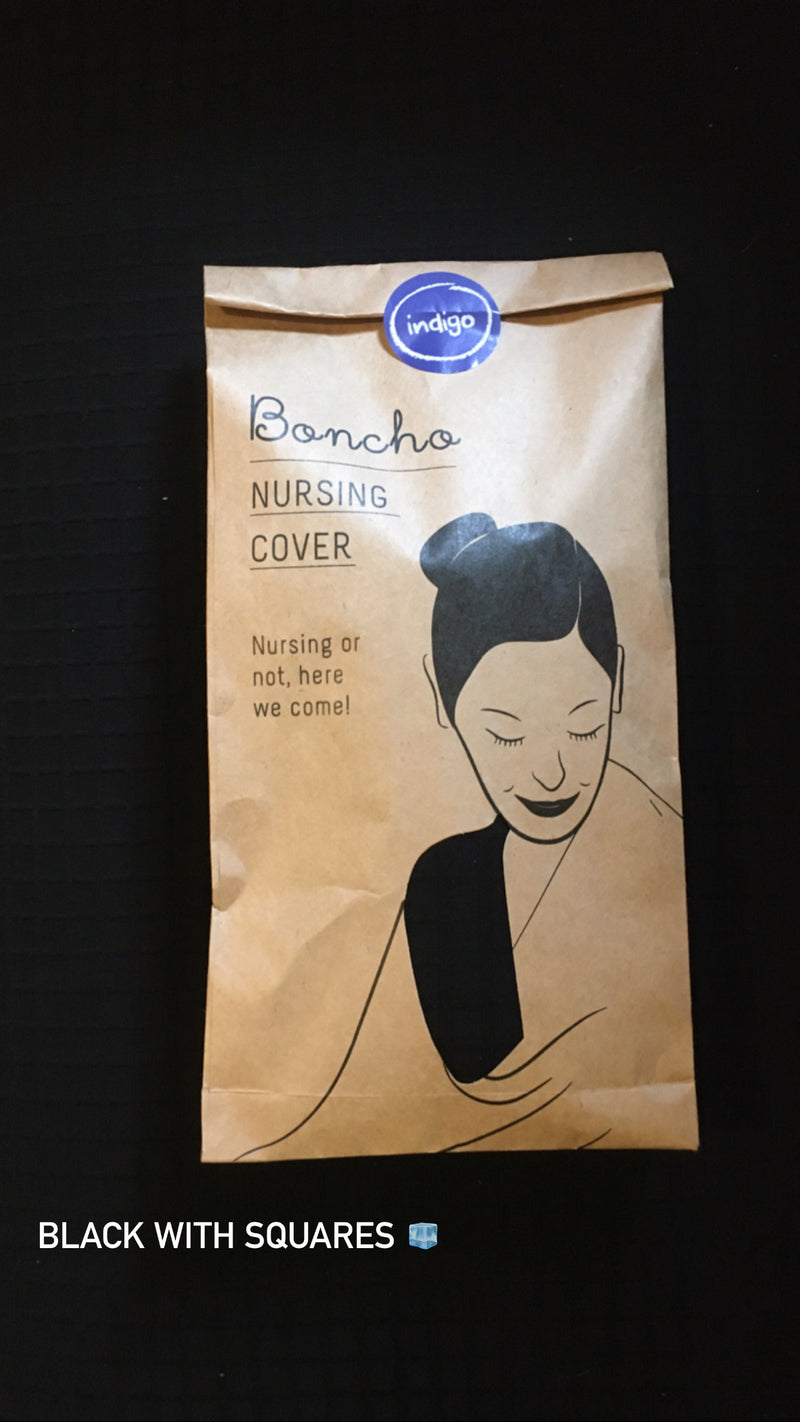 indigo
Boncho
NURSING
COVER
Nursing or
not, here
we come!
BLACK WITH SQUARES 🧊